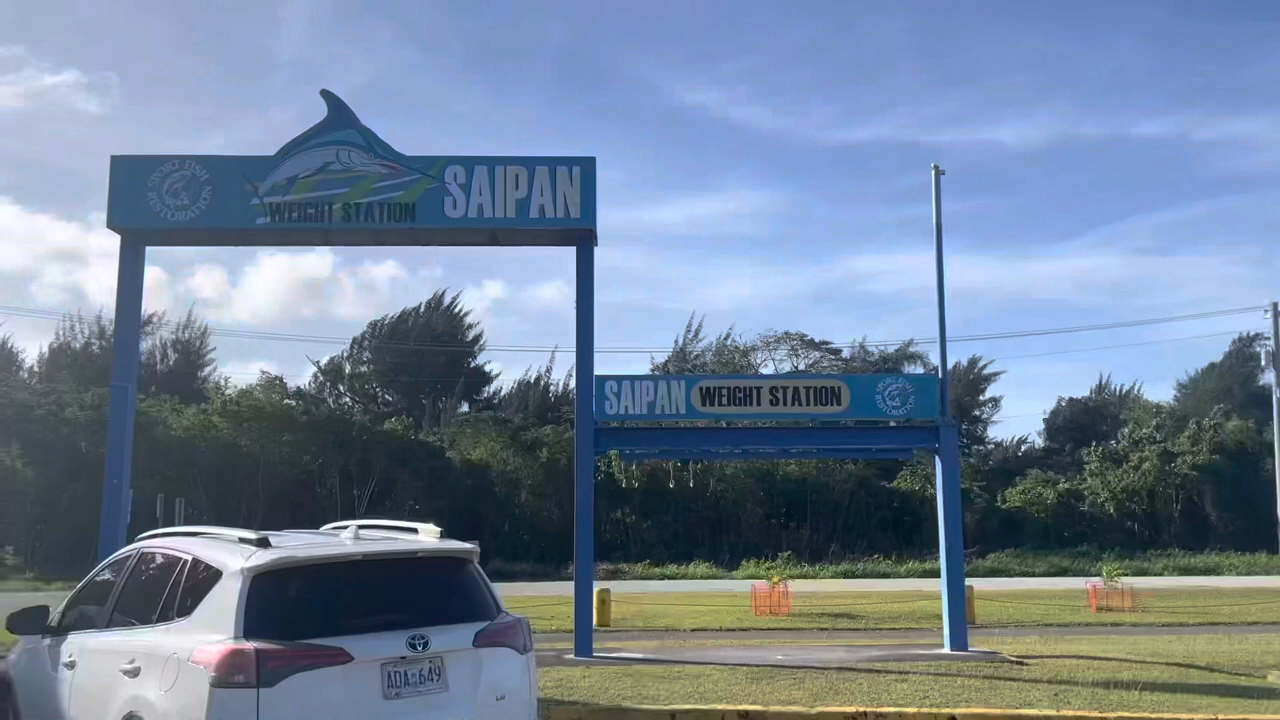 SPORT FISH
RESTORATION
WEIGHT STATION
SAIPAN
SAIPAN
WEIGHT STATION
SPORT FISH
RESTORATION
ADA 649